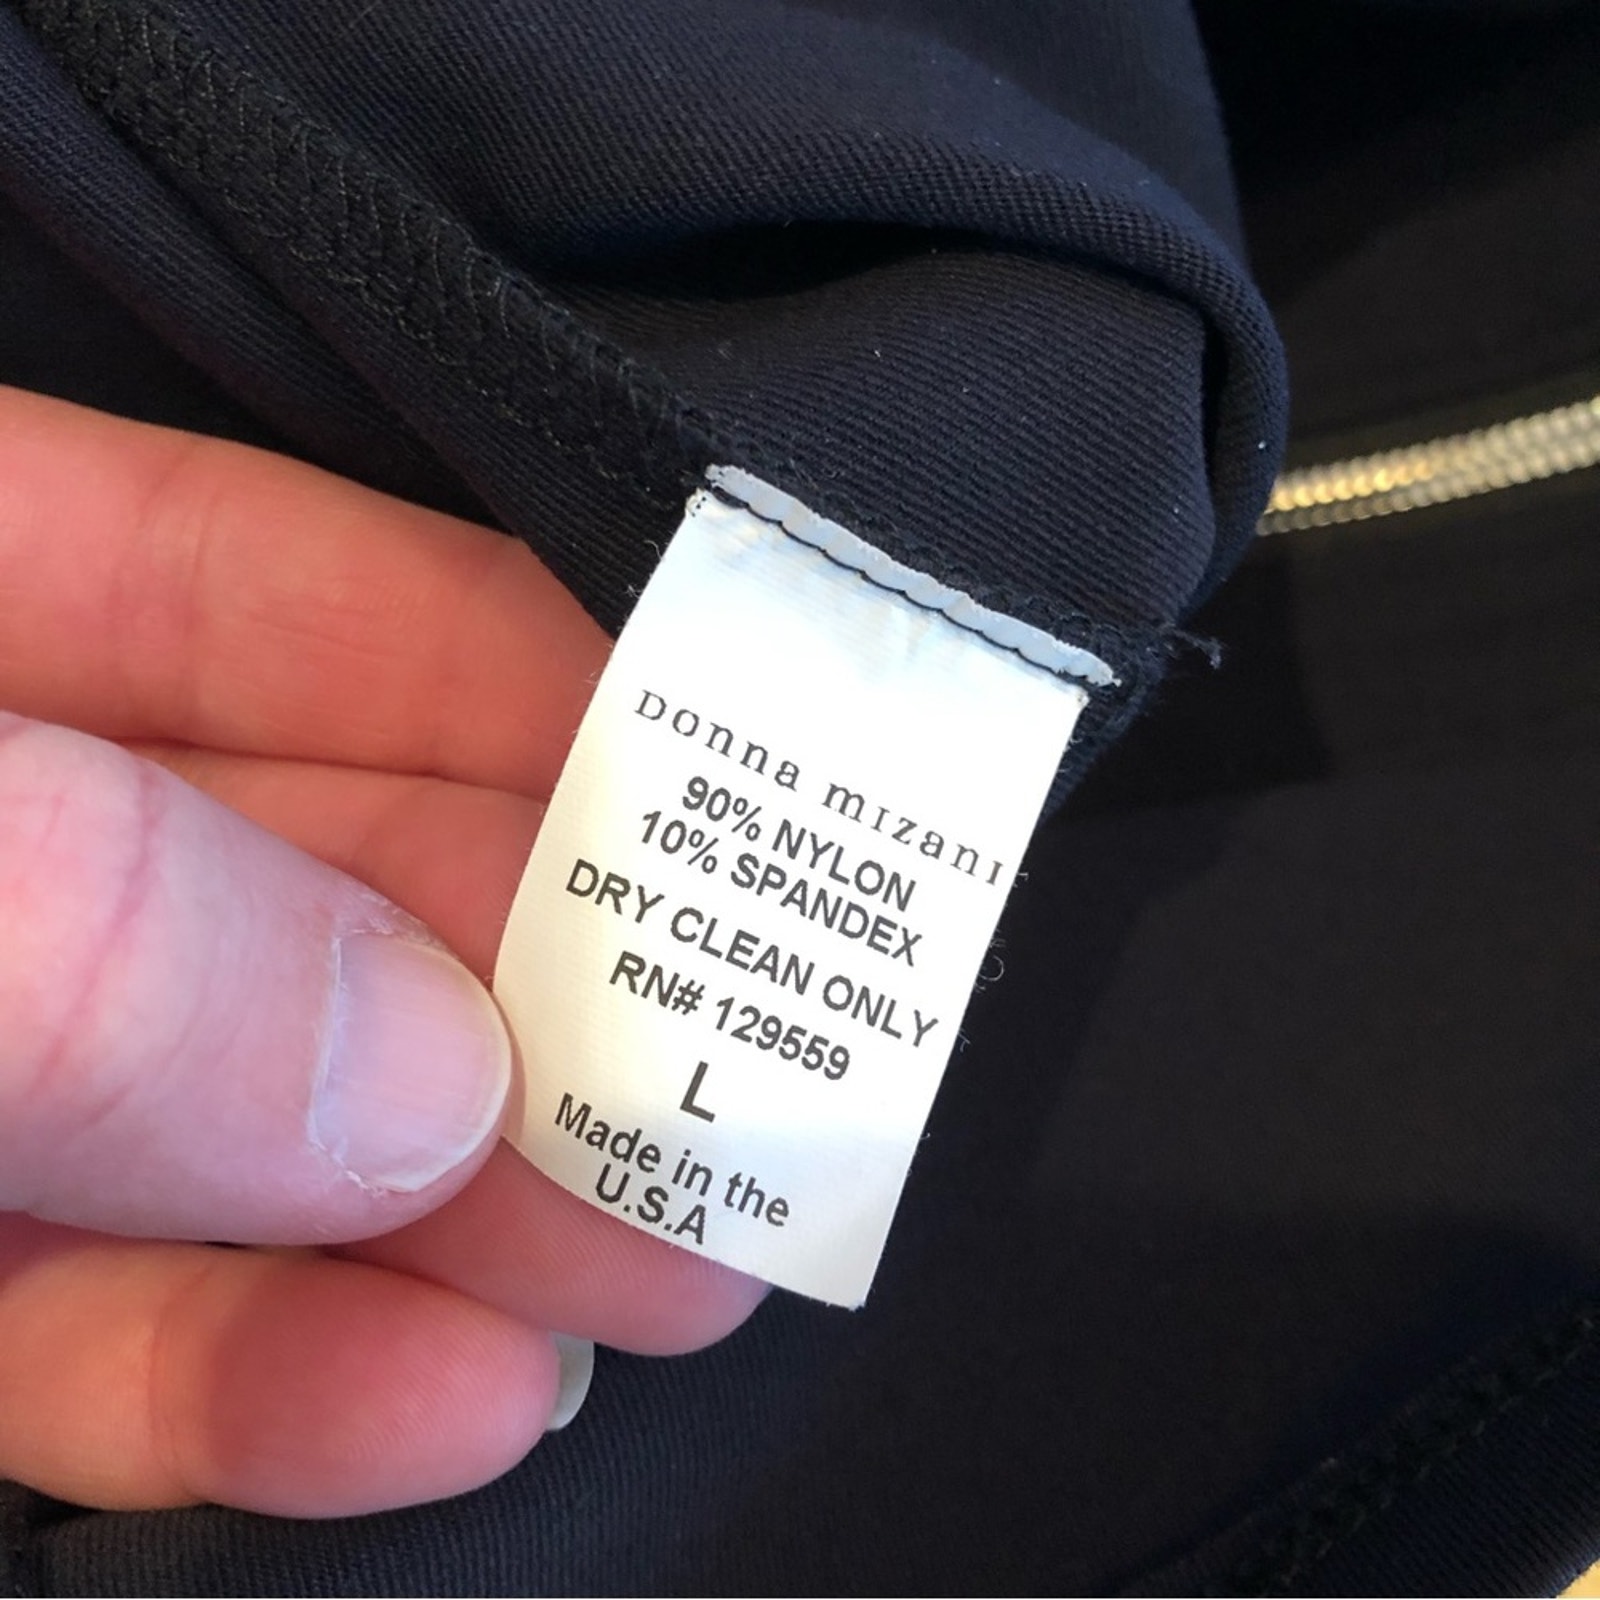 Donna mizani
90% NYLON
10% SPANDEX
DRY CLEAN ONLY
RN# 129559
L
Made in the
U.S.A